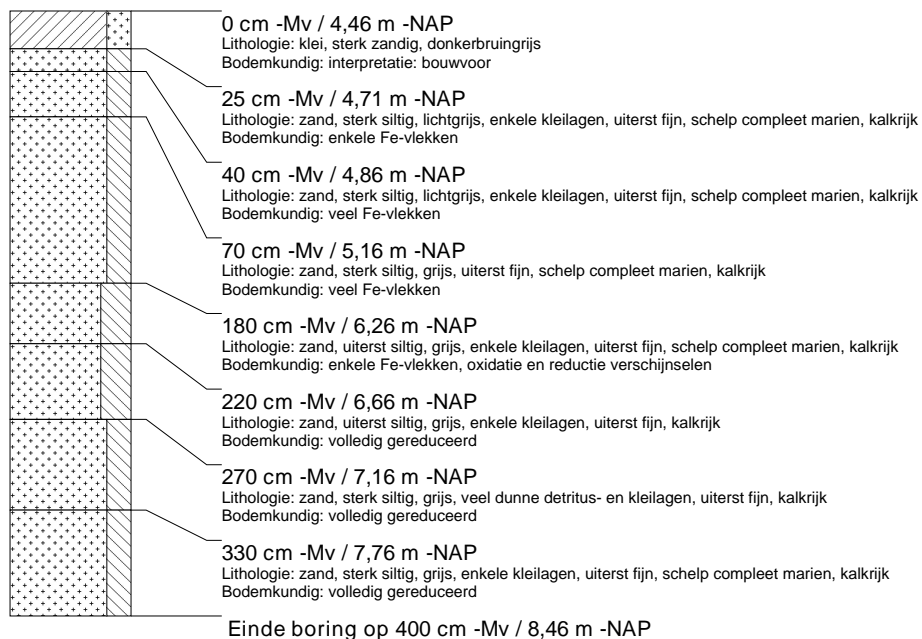 0 cm -Mv / 4,46 m -NAP
Lithologie: klei, sterk zandig, donkerbruingrijs
Bodemkundig: interpretatie: bouwvoor
25 cm -Mv / 4,71 m -NAP
Lithologie: zand, sterk siltig, lichtgrijs, enkele kleilagen, uiterst fijn, schelp compleet marien, kalkrijk
Bodemkundig: enkele Fe-vlekken
40 cm -Mv / 4,86 m -NAP
Lithologie: zand, sterk siltig, lichtgrijs, enkele kleilagen, uiterst fijn, schelp compleet marien, kalkrijk
Bodemkundig: veel Fe-vlekken
70 cm -Mv / 5,16 m -NAP
Lithologie: zand, sterk siltig, grijs, uiterst fijn, schelp compleet marien, kalkrijk
Bodemkundig: veel Fe-vlekken
180 cm -Mv / 6,26 m -NAP
Lithologie: zand, uiterst siltig, grijs, enkele kleilagen, uiterst fijn, schelp compleet marien, kalkrijk
Bodemkundig: enkele Fe-vlekken, oxidatie en reductie verschijnselen
220 cm -Mv / 6,66 m -NAP
Lithologie: zand, uiterst siltig, grijs, enkele kleilagen, uiterst fijn, kalkrijk
Bodemkundig: volledig gereduceerd
270 cm -Mv / 7,16 m -NAP
Lithologie: zand, sterk siltig, grijs, veel dunne detritus- en kleilagen, uiterst fijn, kalkrijk
Bodemkundig: volledig gereduceerd
330 cm -Mv / 7,76 m -NAP
Lithologie: zand, sterk siltig, grijs, enkele kleilagen, uiterst fijn, schelp compleet marien, kalkrijk
Bodemkundig: volledig gereduceerd
Einde boring op 400 cm -Mv / 8,46 m -NAP